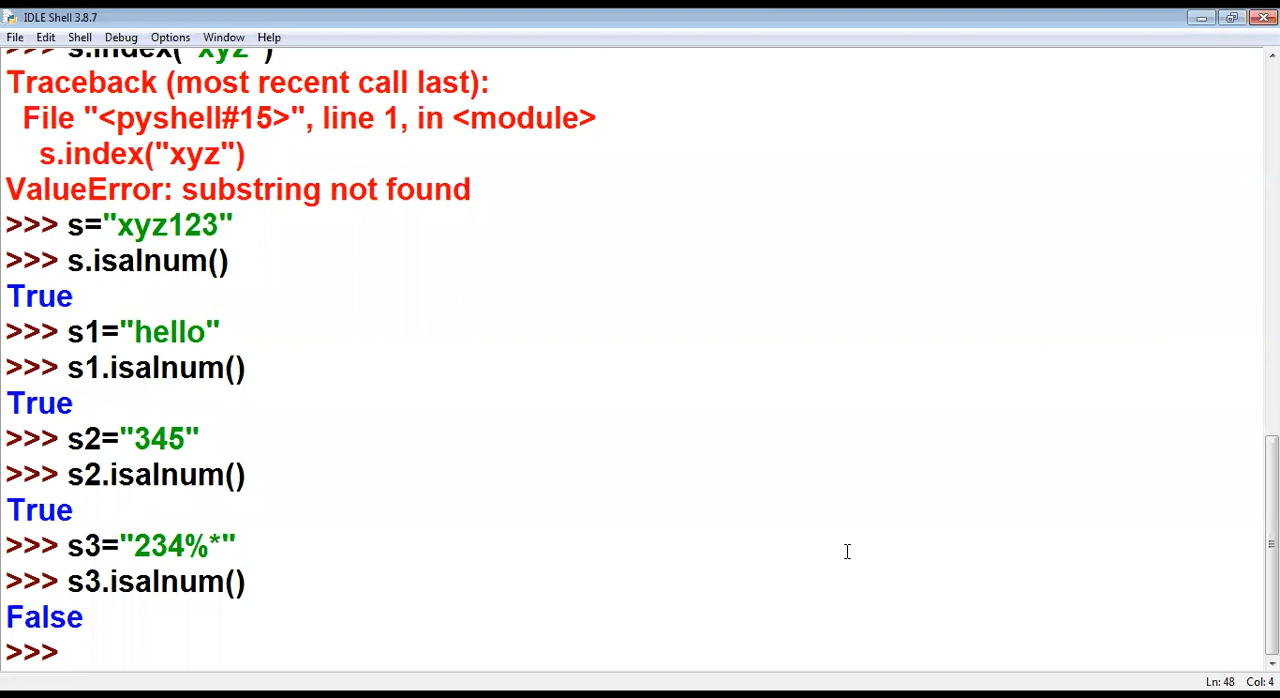 IDLE Shell 3.8.7
File Edit Shell Debug Options Window Help
>>> s.index("xyz")
Traceback (most recent call last):
  File "<pyshell#15>", line 1, in <module>
    s.index("xyz")
ValueError: substring not found
>>> s="xyz123"
>>> s.isalnum()
True
>>> s1="hello"
>>> s1.isalnum()
True
>>> s2="345"
>>> s2.isalnum()
True
>>> s3="234%*"
>>> s3.isalnum()
False
>>>
Ln: 48 Col: 4